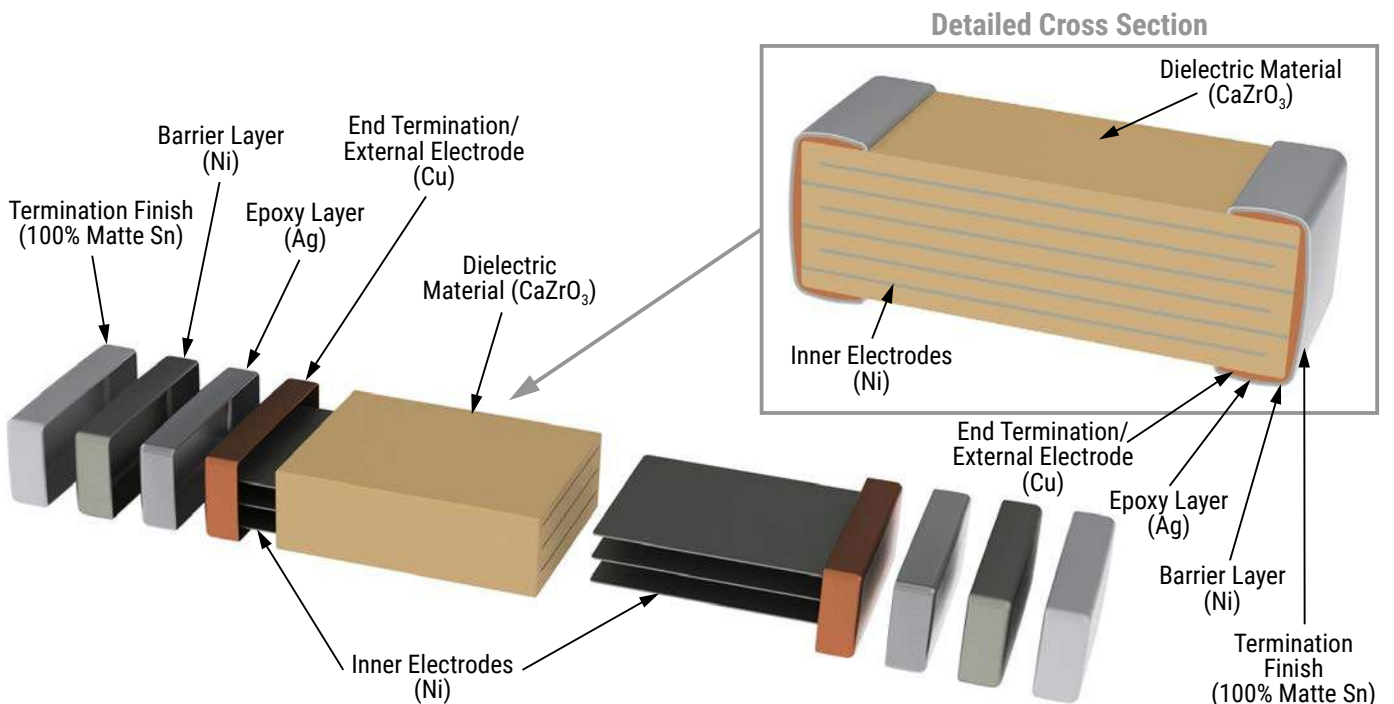 Detailed Cross Section
Dielectric Material
(CaZrO₃)
Inner Electrodes
(Ni)
End Termination/
External Electrode
(Cu)
Epoxy Layer
(Ag)
Barrier Layer
(Ni)
Termination
Finish
(100% Matte Sn)
Termination Finish
(100% Matte Sn)
Barrier Layer
(Ni)
Epoxy Layer
(Ag)
End Termination/
External Electrode
(Cu)
Dielectric
Material (CaZrO₃)
Inner Electrodes
(Ni)